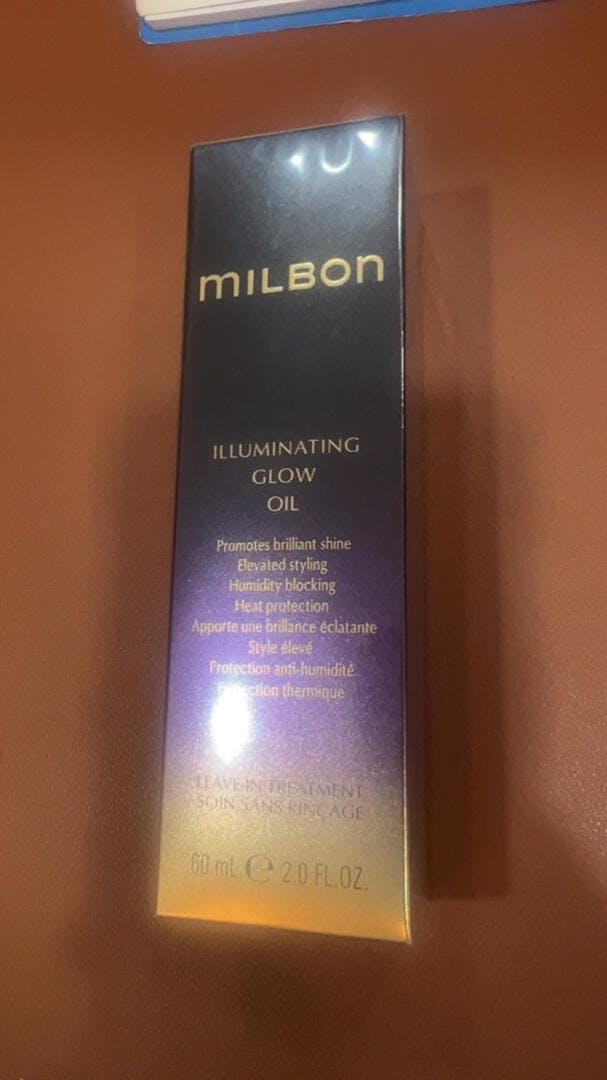 mILBOn
ILLUMINATING
GLOW
OIL
Promotes brilliant shine
Elevated styling
Humidity blocking
Heat protection
Apporte une brillance éclatante
Style élevé
Protection anti-humidité
Protection thermique
LEAVE-IN TREATMENT
SOIN SANS RINÇAGE
60 mL ℮ 2.0 FL.OZ.